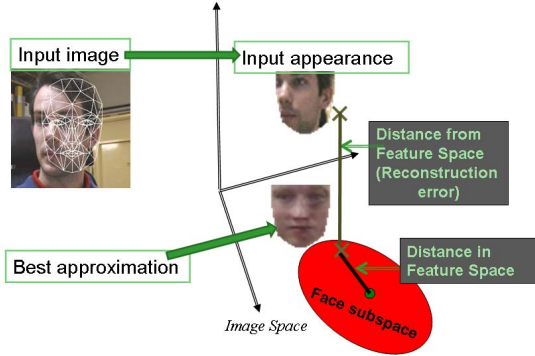 Input image
Input appearance
Distance from
Feature Space
(Reconstruction
error)
Best approximation
Distance in
Feature Space
Face subspace
Image Space